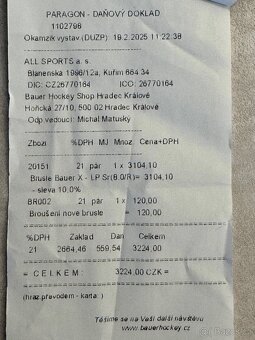 PARAGON - DAŇOVÝ DOKLAD
1102796
Okamžik vystav.(DUZP): 19.2.2025 11:22:38
ALL SPORTS a. s.
Blanenská 1996/12a, Kuřim 664 34
DIČ: CZ26770164 IČO: 26770164
Bauer Hockey Shop Hradec Králové
Hořická 27/10, 500 02 Hradec Králové
Odp vedoucí: Michal Matuský
Zboží %DPH MJ Množ Cena+DPH
20151 21 pár 1 x 3104,10
Brusle Bauer X - LP Sr(8.0/R)= 3104,10
- sleva 10,0%
BR002 21 pár 1 x 120,00
Broušení nové brusle = 120,00
%DPH Základ Daň Celkem
21 2664,46 559,54 3224,00
= CELKEM: 3224,00 CZK =
(hraz převodem - karta: )
Těšíme se na Vaši další návštěvu
www.bauerhockey.cz